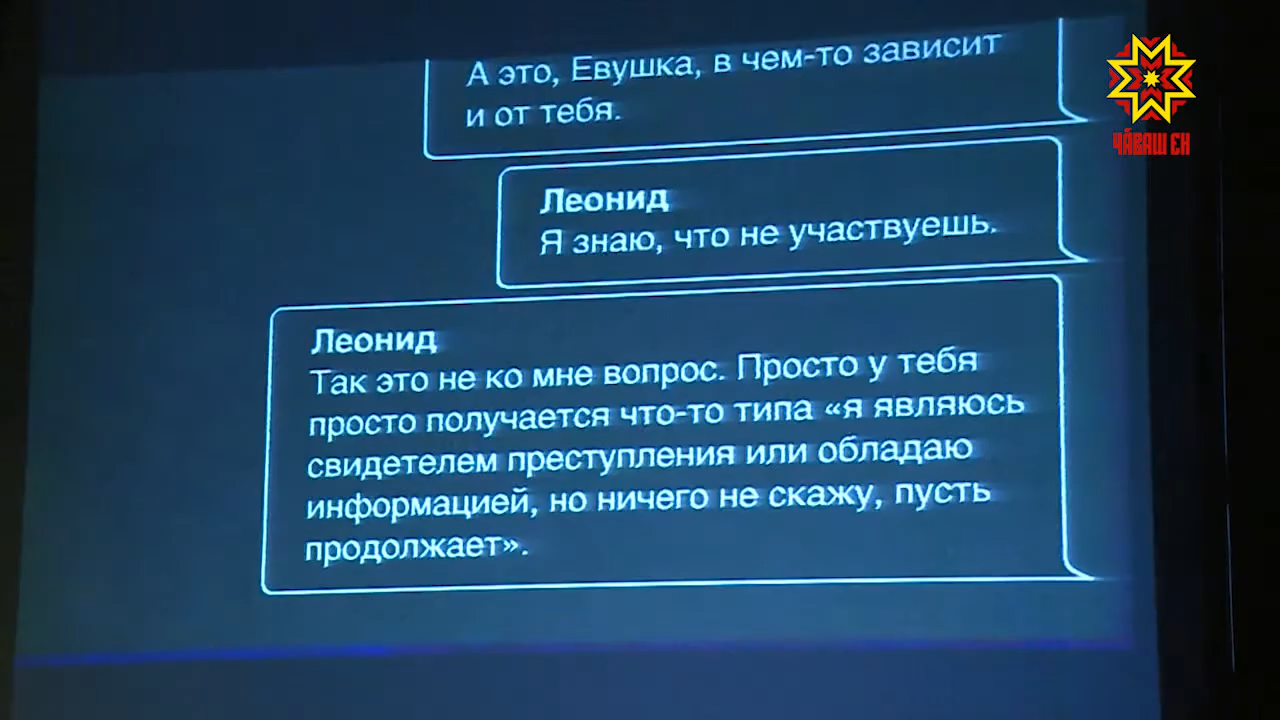 А это, Евушка, в чем-то зависит
и от тебя.
Леонид
Я знаю, что не участвуешь.
Леонид
Так это не ко мне вопрос. Просто у тебя
просто получается что-то типа «я являюсь
свидетелем преступления или обладаю
информацией, но ничего не скажу, пусть
продолжает».
ЧӐВАШ ЕН